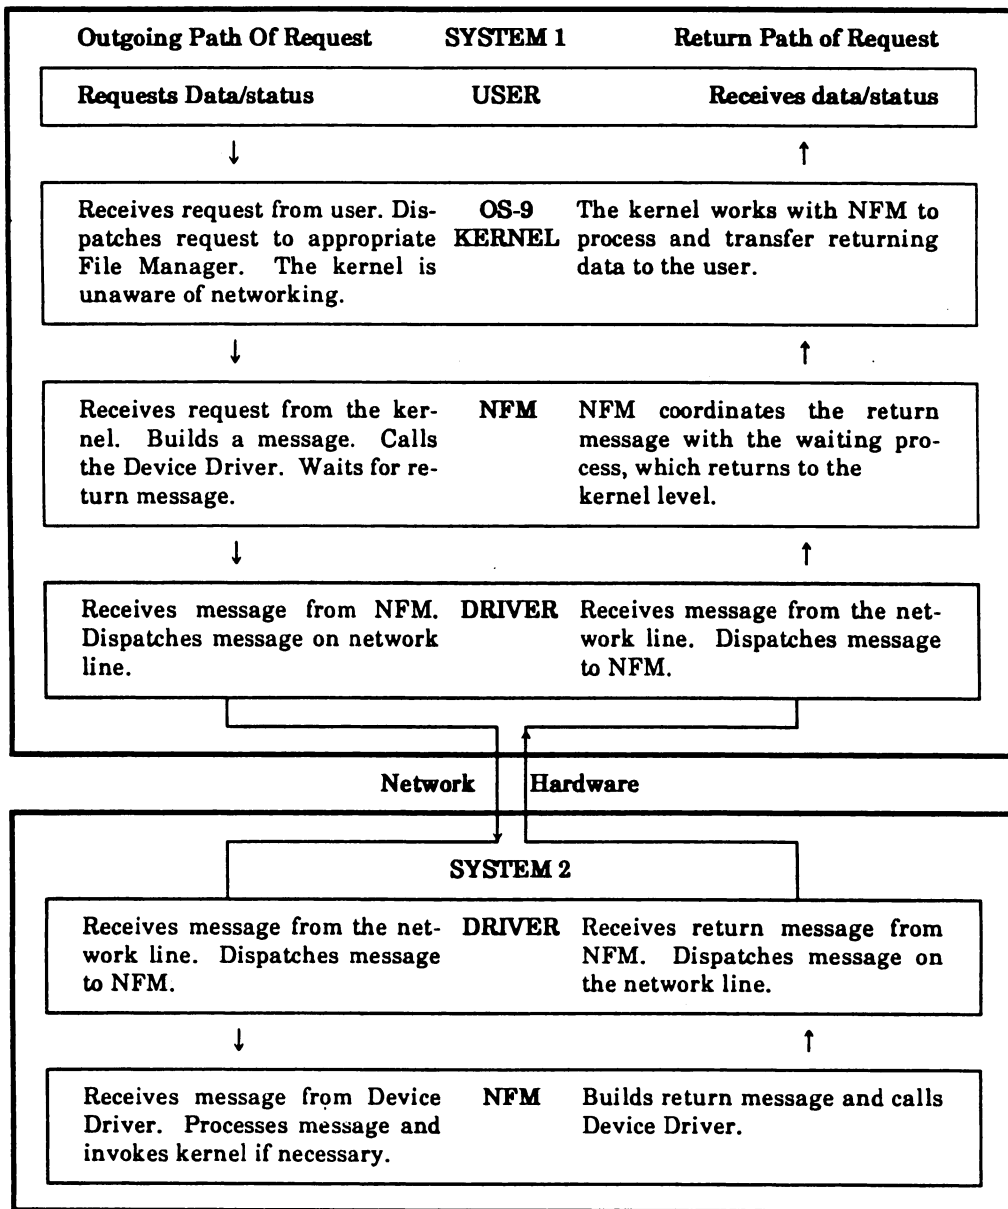 Outgoing Path Of Request SYSTEM 1 Return Path of Request
Requests Data/status USER Receives data/status
↓ ↑
Receives request from user. Dis-
patches request to appropriate
File Manager. The kernel is
unaware of networking.
OS-9
KERNEL
The kernel works with NFM to
process and transfer returning
data to the user.
↓ ↑
Receives request from the ker-
nel. Builds a message. Calls
the Device Driver. Waits for re-
turn message.
NFM
NFM coordinates the return
message with the waiting pro-
cess, which returns to the
kernel level.
↓ ↑
Receives message from NFM.
Dispatches message on network
line.
DRIVER
Receives message from the net-
work line. Dispatches message
to NFM.
Network Hardware
SYSTEM 2
Receives message from the net-
work line. Dispatches message
to NFM.
DRIVER
Receives return message from
NFM. Dispatches message on
the network line.
↓ ↑
Receives message from Device
Driver. Processes message and
invokes kernel if necessary.
NFM
Builds return message and calls
Device Driver.